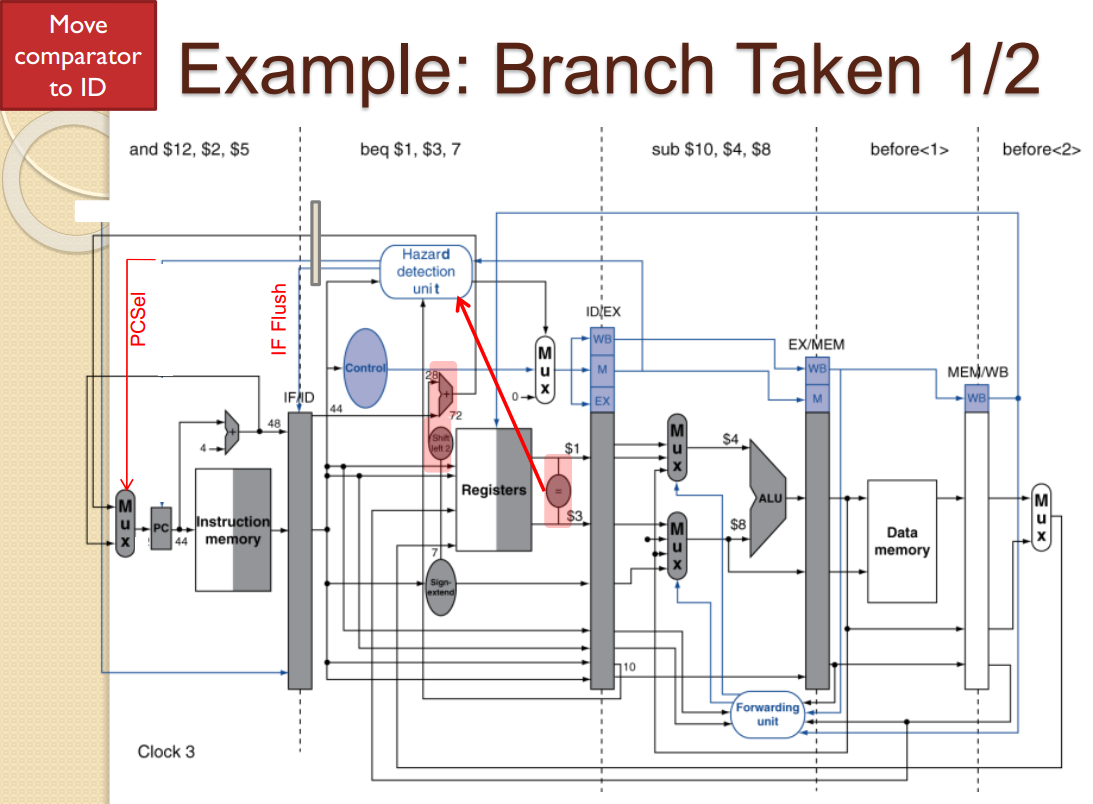 Move
comparator
to ID
Example: Branch Taken 1/2
and $12, $2, $5
beq $1, $3, 7
sub $10, $4, $8
before<1>
before<2>
Hazard
detection
unit
PCSel
IF Flush
ID/EX
WB
M
EX
EX/MEM
WB
M
MEM/WB
WB
Control
Mux
0
28
+
72
44
IF/ID
48
+
4
Shift
left 2
Registers
$1
=
$3
Mux
$4
ALU
Mux
$8
Mux
PC
44
Instruction
memory
Data
memory
Mux
7
Sign-
extend
10
Forwarding
unit
Clock 3